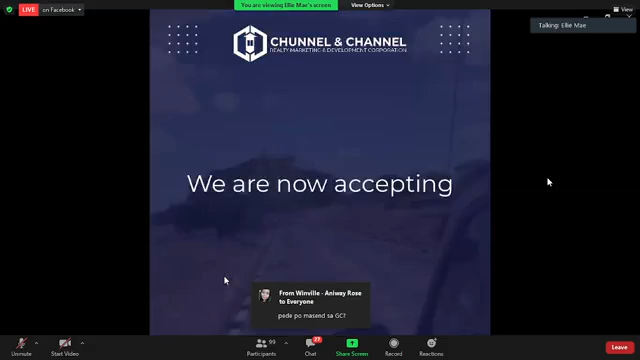 LIVE on Facebook
You are viewing Ellie Mae's screen
View Options
View
Talking: Ellie Mae
CHUNNEL & CHANNEL
REALTY MARKETING & DEVELOPMENT CORPORATION
We are now accepting
From Winville - Aniway Rose
to Everyone
pede po masend sa GC?
99
27
Unmute
Start Video
Participants
Chat
Share Screen
Record
Reactions
Leave